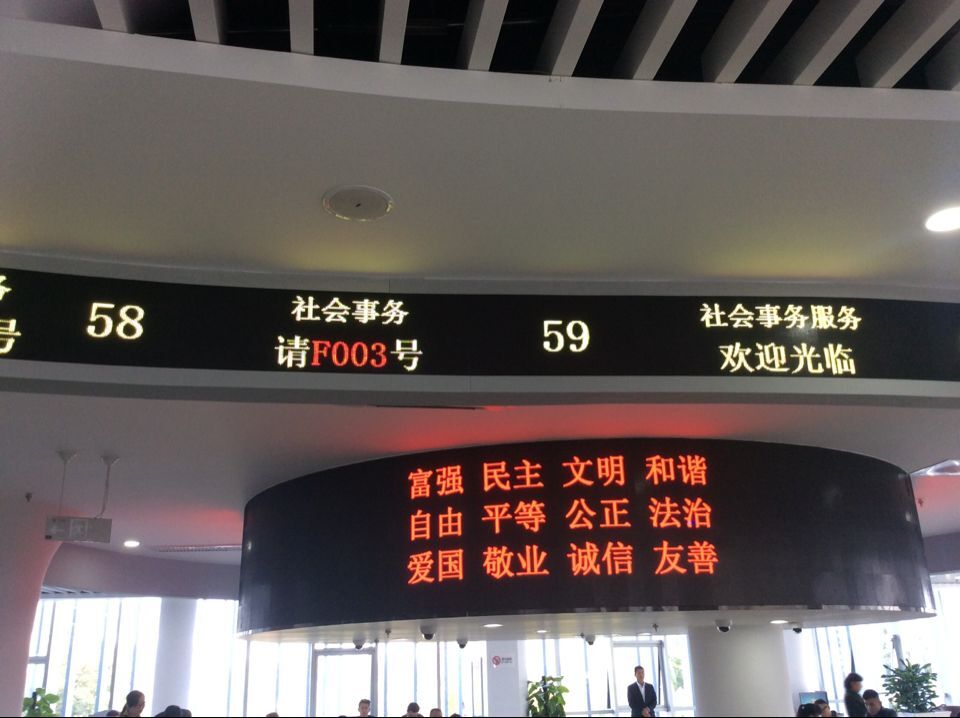 务
号
58
社会事务
请F003号
59
社会事务服务
欢迎光临
富强 民主 文明 和谐
自由 平等 公正 法治
爱国 敬业 诚信 友善